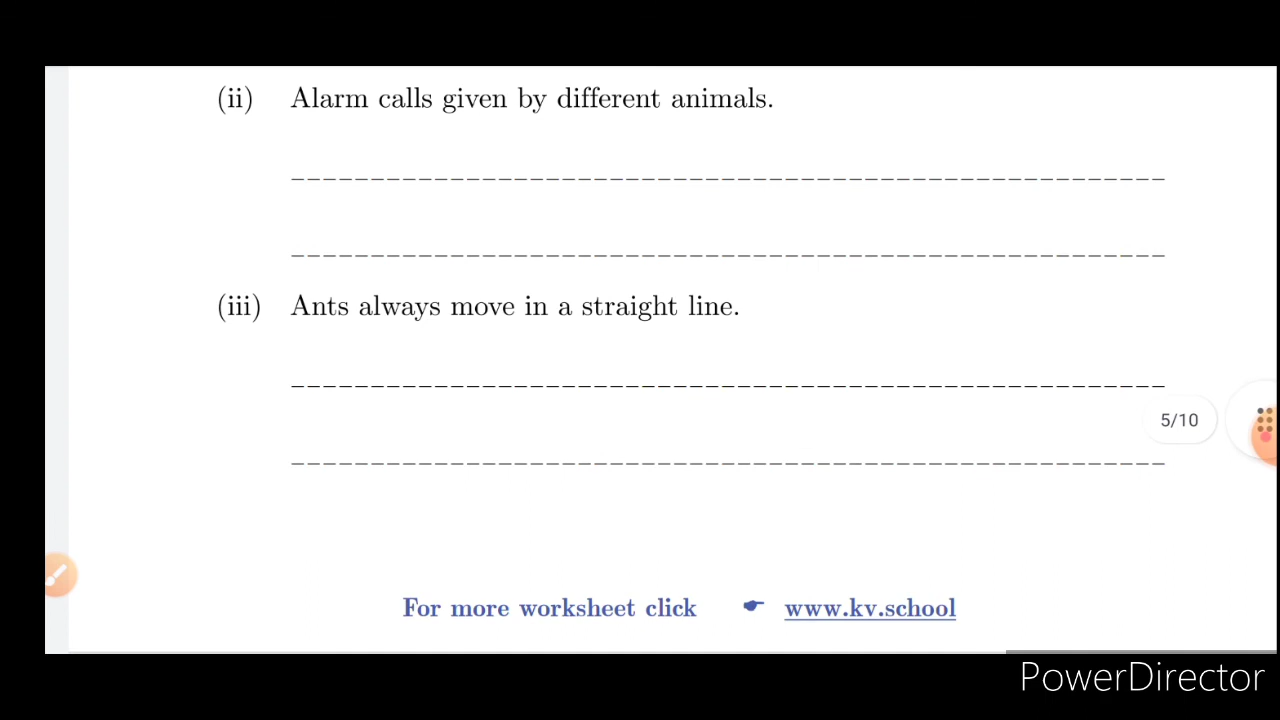 (ii) Alarm calls given by different animals.
(iii) Ants always move in a straight line.
5/10
For more worksheet click ☛ www.kv.school
PowerDirector